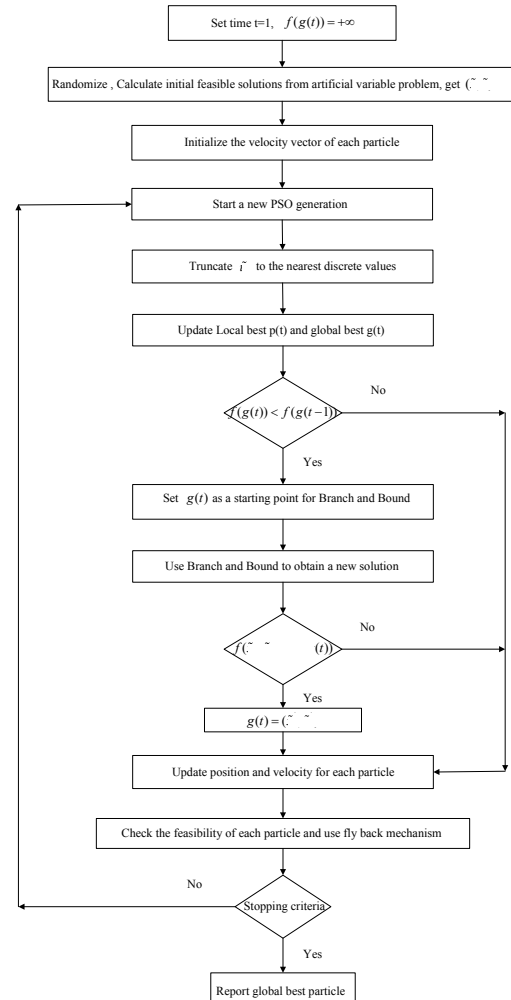 Set time t=1, f(g(t)) = +∞
Randomize , Calculate initial feasible solutions from artificial variable problem, get
Initialize the velocity vector of each particle
Start a new PSO generation
Truncate to the nearest discrete values
Update Local best p(t) and global best g(t)
f(g(t)) < f(g(t−1))
No
Yes
Set g(t) as a starting point for Branch and Bound
Use Branch and Bound to obtain a new solution
No
f( (t))
Yes
g(t) = (
Update position and velocity for each particle
Check the feasibility of each particle and use fly back mechanism
No
Stopping criteria
Yes
Report global best particle